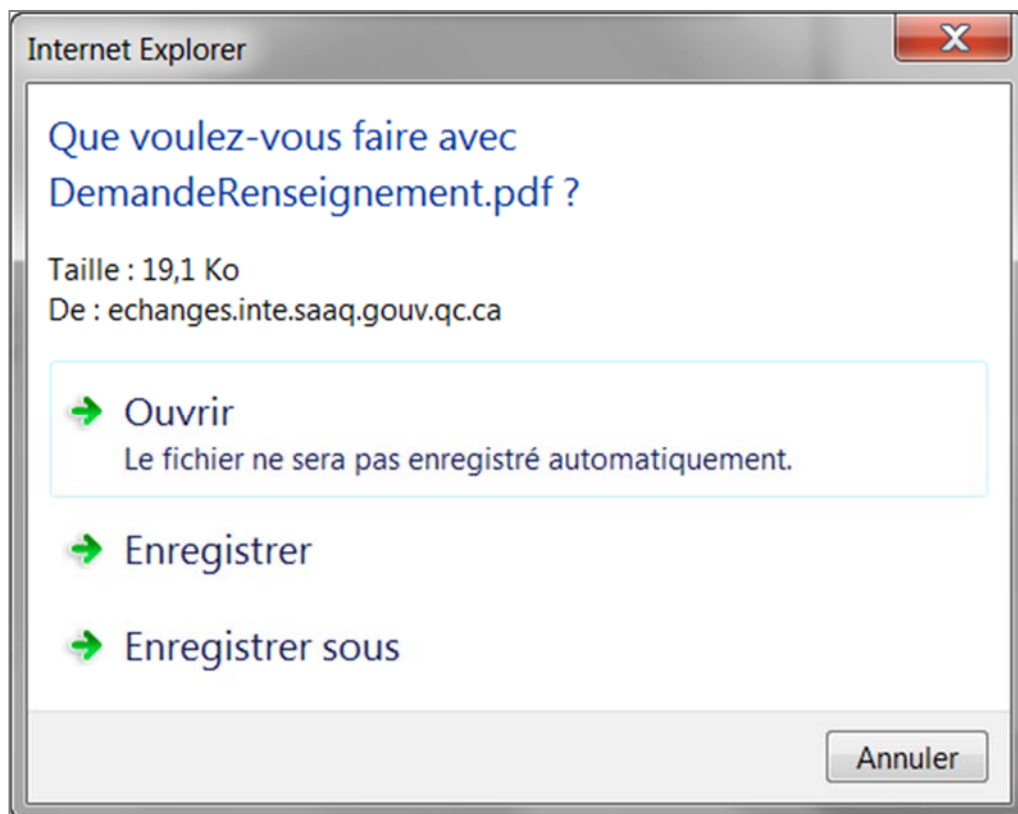 Internet Explorer
Que voulez-vous faire avec
DemandeRenseignement.pdf ?
Taille : 19,1 Ko
De : echanges.inte.saaq.gouv.qc.ca
Ouvrir
Le fichier ne sera pas enregistré automatiquement.
Enregistrer
Enregistrer sous
Annuler